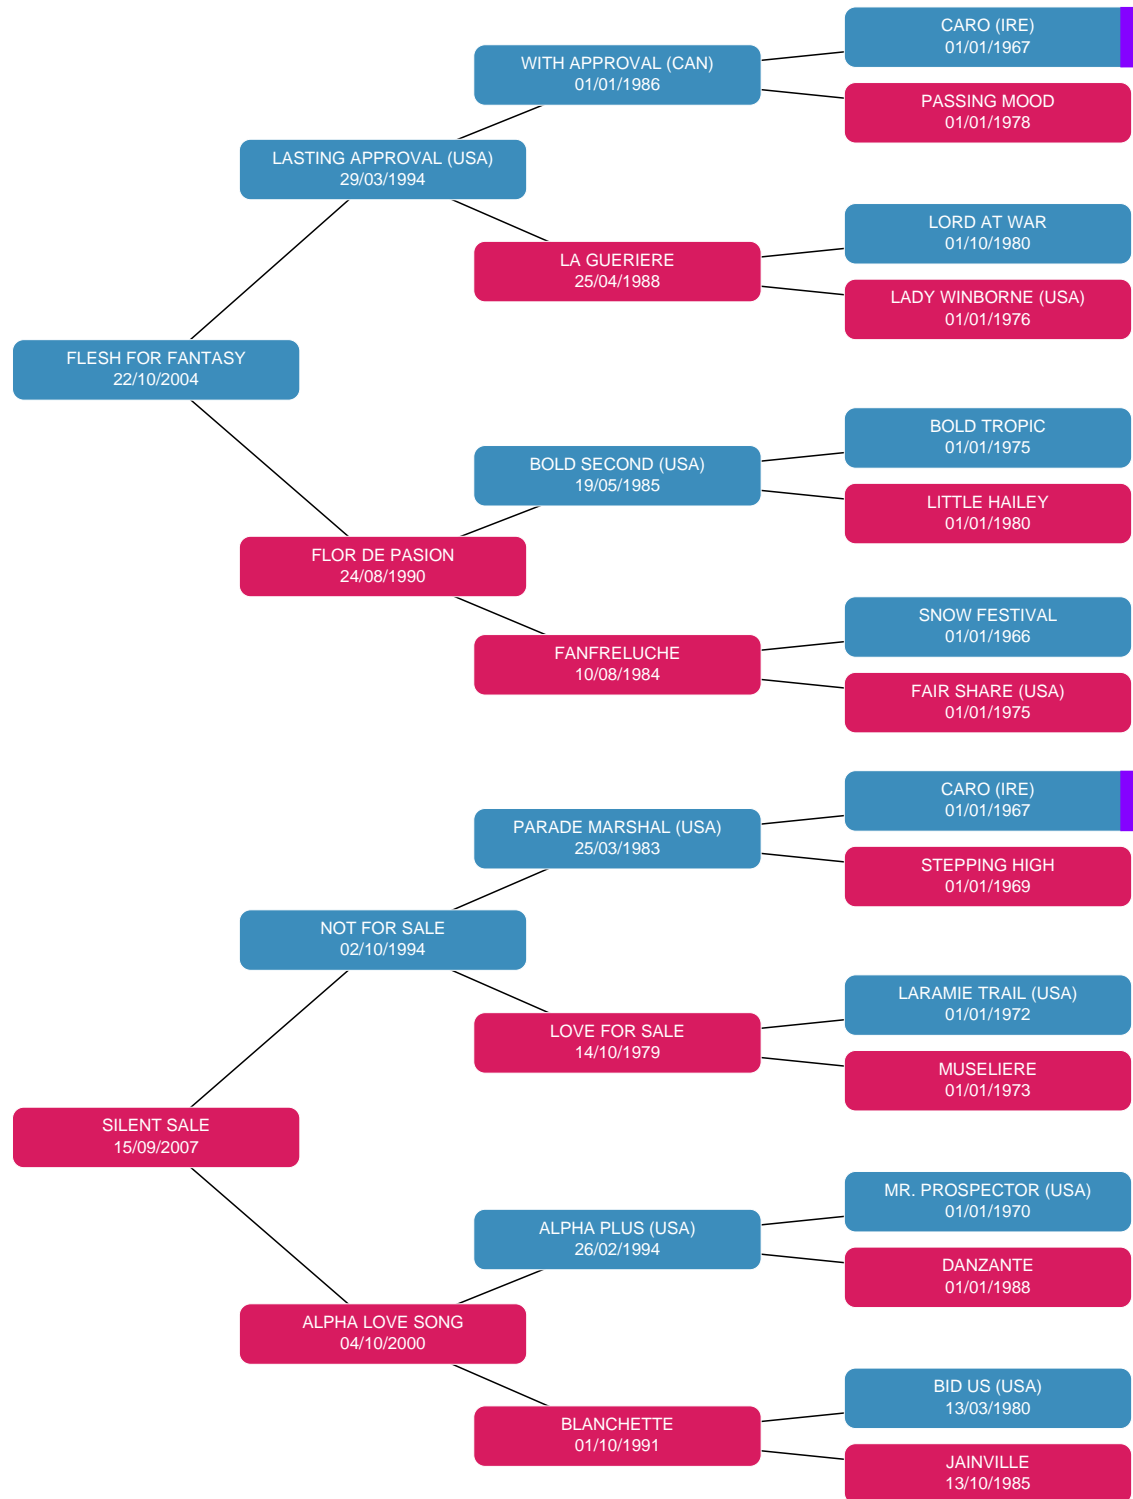 CARO (IRE)
01/01/1967
WITH APPROVAL (CAN)
01/01/1986
PASSING MOOD
01/01/1978
LASTING APPROVAL (USA)
29/03/1994
LORD AT WAR
01/10/1980
LA GUERIERE
25/04/1988
LADY WINBORNE (USA)
01/01/1976
FLESH FOR FANTASY
22/10/2004
BOLD TROPIC
01/01/1975
BOLD SECOND (USA)
19/05/1985
LITTLE HAILEY
01/01/1980
FLOR DE PASION
24/08/1990
SNOW FESTIVAL
01/01/1966
FANFRELUCHE
10/08/1984
FAIR SHARE (USA)
01/01/1975
CARO (IRE)
01/01/1967
PARADE MARSHAL (USA)
25/03/1983
STEPPING HIGH
01/01/1969
NOT FOR SALE
02/10/1994
LARAMIE TRAIL (USA)
01/01/1972
LOVE FOR SALE
14/10/1979
MUSELIERE
01/01/1973
SILENT SALE
15/09/2007
MR. PROSPECTOR (USA)
01/01/1970
ALPHA PLUS (USA)
26/02/1994
DANZANTE
01/01/1988
ALPHA LOVE SONG
04/10/2000
BID US (USA)
13/03/1980
BLANCHETTE
01/10/1991
JAINVILLE
13/10/1985